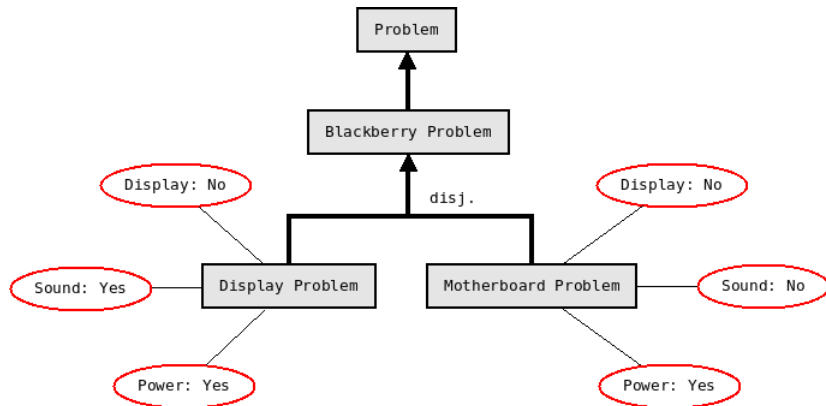 Problem
Blackberry Problem
Display: No
disj.
Display: No
Sound: Yes
Display Problem
Motherboard Problem
Sound: No
Power: Yes
Power: Yes